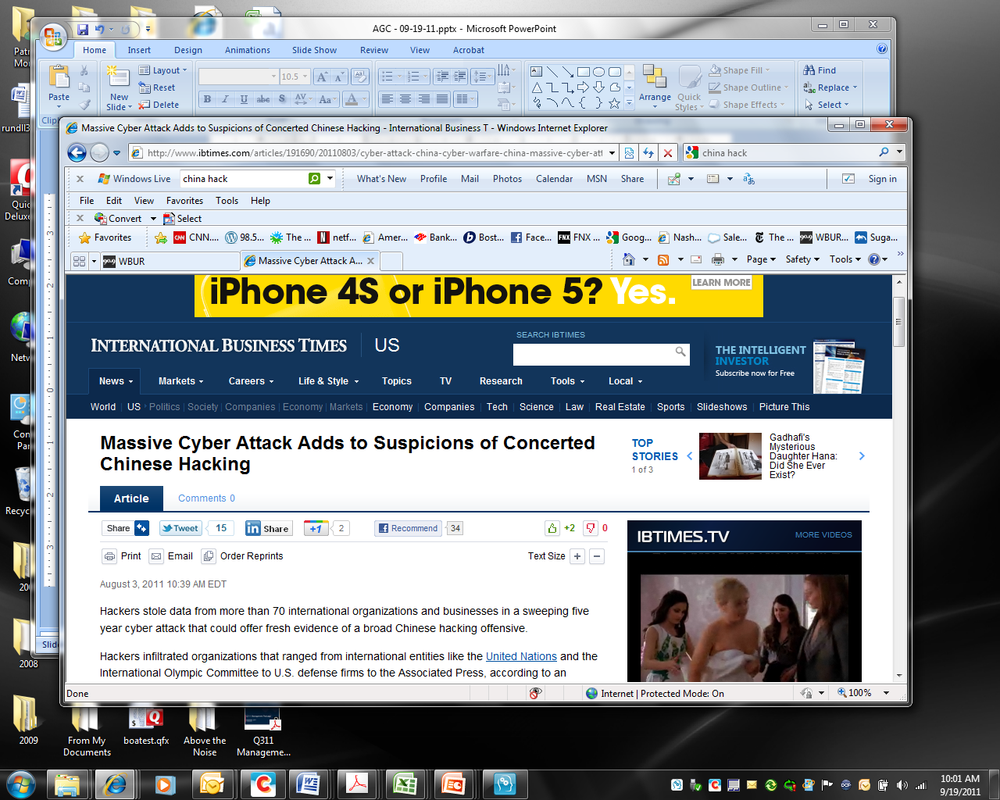 AGC - 09-19-11.pptx - Microsoft PowerPoint
Home Insert Design Animations Slide Show Review View Acrobat
Paste
New Slide
Layout
Reset
Delete
10.5
Arrange
Quick Styles
Shape Fill
Shape Outline
Shape Effects
Find
Replace
Select
rundll3
Massive Cyber Attack Adds to Suspicions of Concerted Chinese Hacking - International Business T - Windows Internet Explorer
http://www.ibtimes.com/articles/191690/20110803/cyber-attack-china-cyber-warfare-china-massive-cyber-att
china hack
Windows Live
china hack
What's New Profile Mail Photos Calendar MSN Share Sign in
File Edit View Favorites Tools Help
Convert Select
Favorites CNN.... 98.5... The ... netf... Amer... Bank... Bost... Face... FNX ... Goog... Nash... Sale... The ... WBUR... Suga...
WBUR
Massive Cyber Attack A...
Page Safety Tools
iPhone 4S or iPhone 5? Yes.
LEARN MORE
INTERNATIONAL BUSINESS TIMES US
SEARCH IBTIMES
THE INTELLIGENT
INVESTOR
Subscribe now for Free
News Markets Careers Life & Style Topics TV Research Tools Local
World US Politics Society Companies Economy Markets Economy Companies Tech Science Law Real Estate Sports Slideshows Picture This
Massive Cyber Attack Adds to Suspicions of Concerted
Chinese Hacking
TOP
STORIES
1 of 3
Gadhafi's
Mysterious
Daughter Hana:
Did She Ever
Exist?
Article Comments 0
Share Tweet 15 Share +1 2 Recommend 34 +2 0
Print Email Order Reprints Text Size
IBTIMES.TV MORE VIDEOS
August 3, 2011 10:39 AM EDT
Hackers stole data from more than 70 international organizations and businesses in a sweeping five
year cyber attack that could offer fresh evidence of a broad Chinese hacking offensive.
Hackers infiltrated organizations that ranged from international entities like the United Nations and the
International Olympic Committee to U.S. defense firms to the Associated Press, according to an
Done
Internet | Protected Mode: On
100%
2008
2009
From My
Documents
boatest.qfx
Above the
Noise
Q311
Manageme...
10:01 AM
9/19/2011